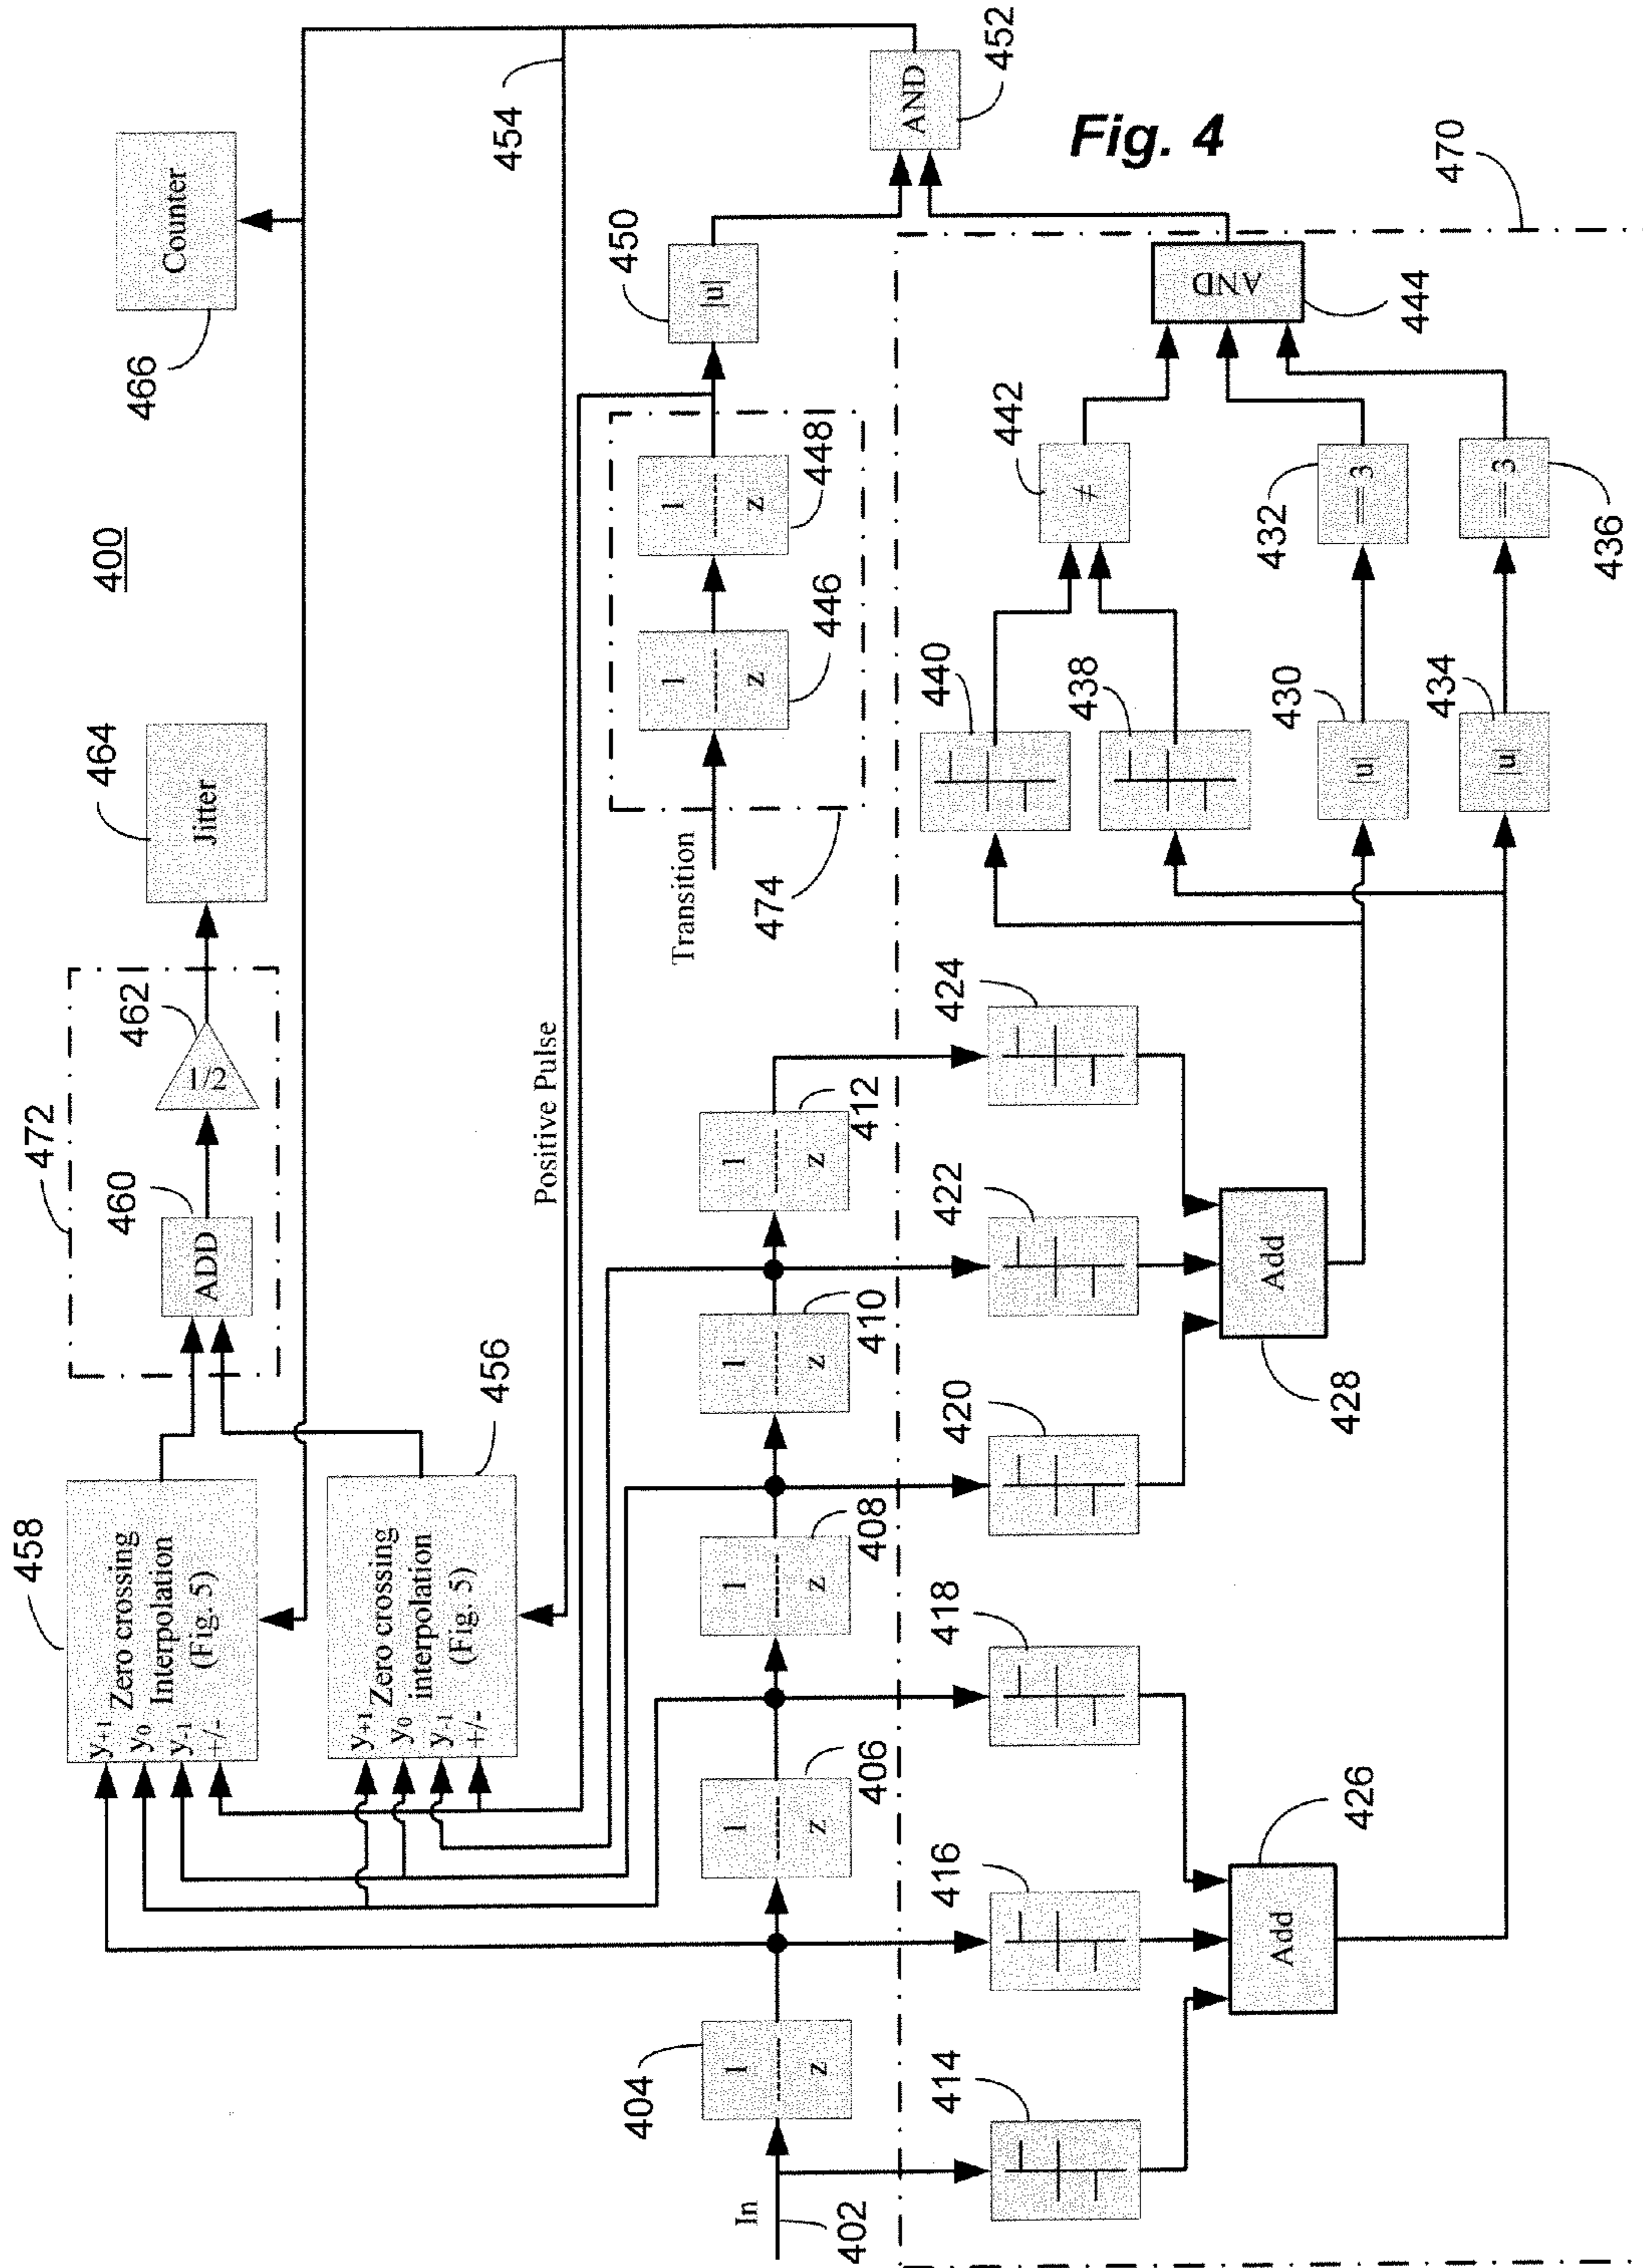 400
472
458
y+1
y0
y-1
+/-
Zero crossing
Interpolation
(Fig. 5)
460
ADD
462
1/2
464
Jitter
466
Counter
y+1
y0
y-1
+/-
Zero crossing
interpolation
(Fig. 5)
456
Positive Pulse
454
Transition
474
1
z
446
1
z
448
450
|u|
AND
452
In
402
404
1
z
1
z
406
1
z
408
1
z
410
1
z
412
414
416
418
420
422
424
426
Add
428
Add
440
438
430
|u|
434
|u|
442
≠
432
== 3
436
== 3
AND
444
470
Fig. 4